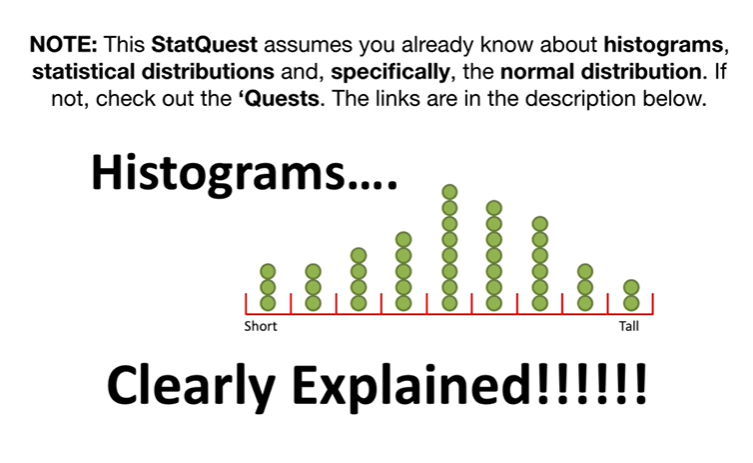 NOTE: This StatQuest assumes you already know about histograms,
statistical distributions and, specifically, the normal distribution. If
not, check out the ‘Quests. The links are in the description below.
Histograms....
Short
Tall
Clearly Explained!!!!!!